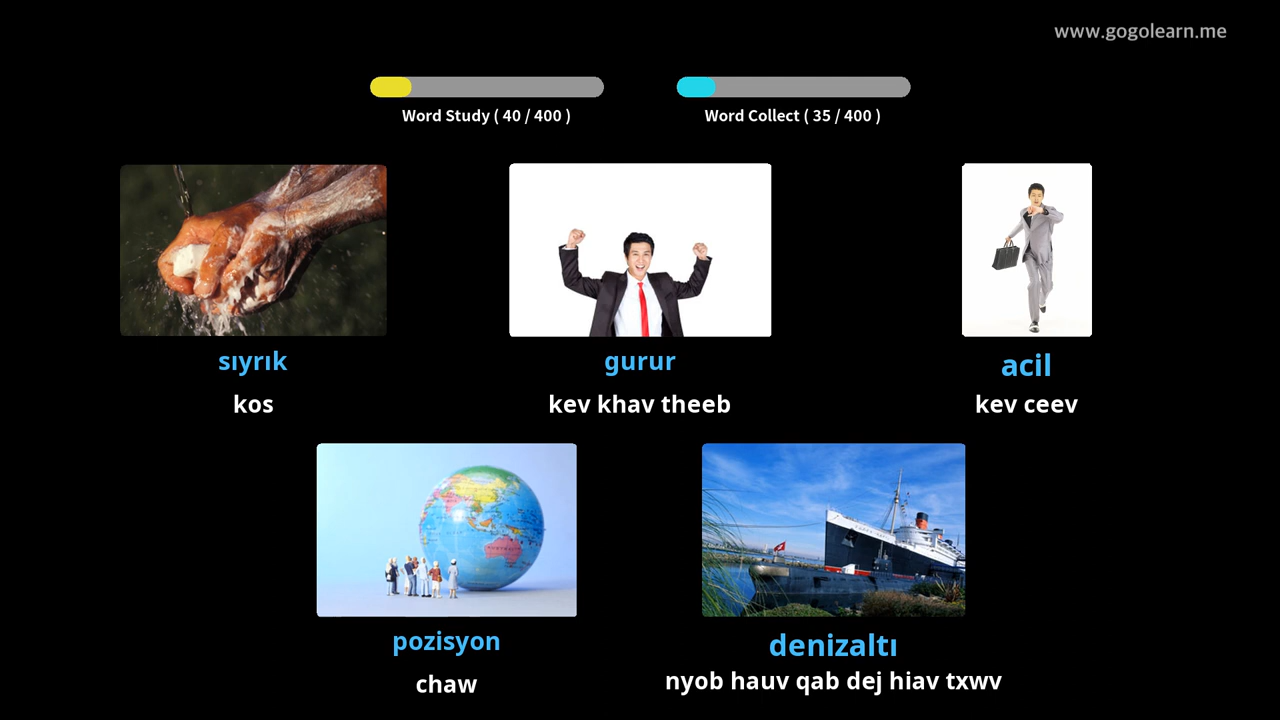 www.gogolearn.me
Word Study ( 40 / 400 )
Word Collect ( 35 / 400 )
sıyrık
kos
gurur
kev khav theeb
acil
kev ceev
pozisyon
chaw
denizaltı
nyob hauv qab dej hiav txwv